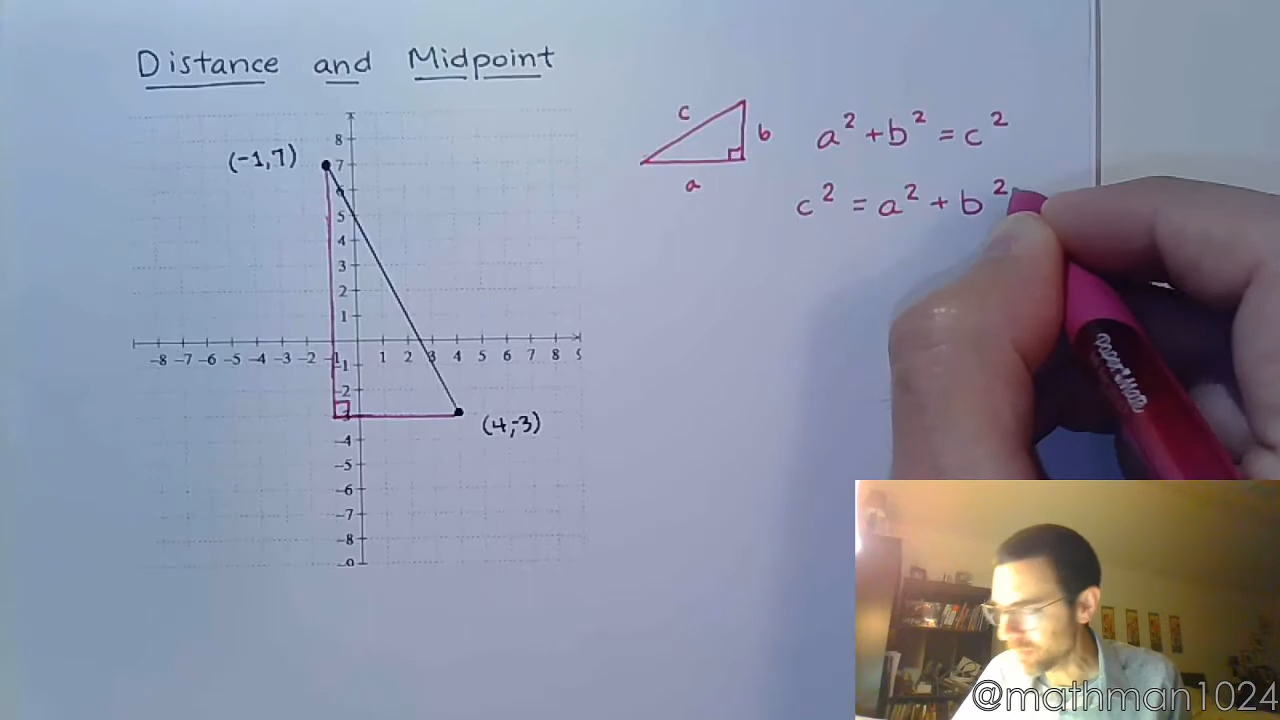 Distance and Midpoint
(-1,7)
8
7
6
5
4
3
2
1
-8 -7 -6 -5 -4 -3 -2 -1 1 2 3 4 5 6 7 8
-1
-2
-3
-4
-5
-6
-7
-8
(4,-3)
c
b
a
a² + b² = c²
c² = a² + b²
paper mate
@mathman1024